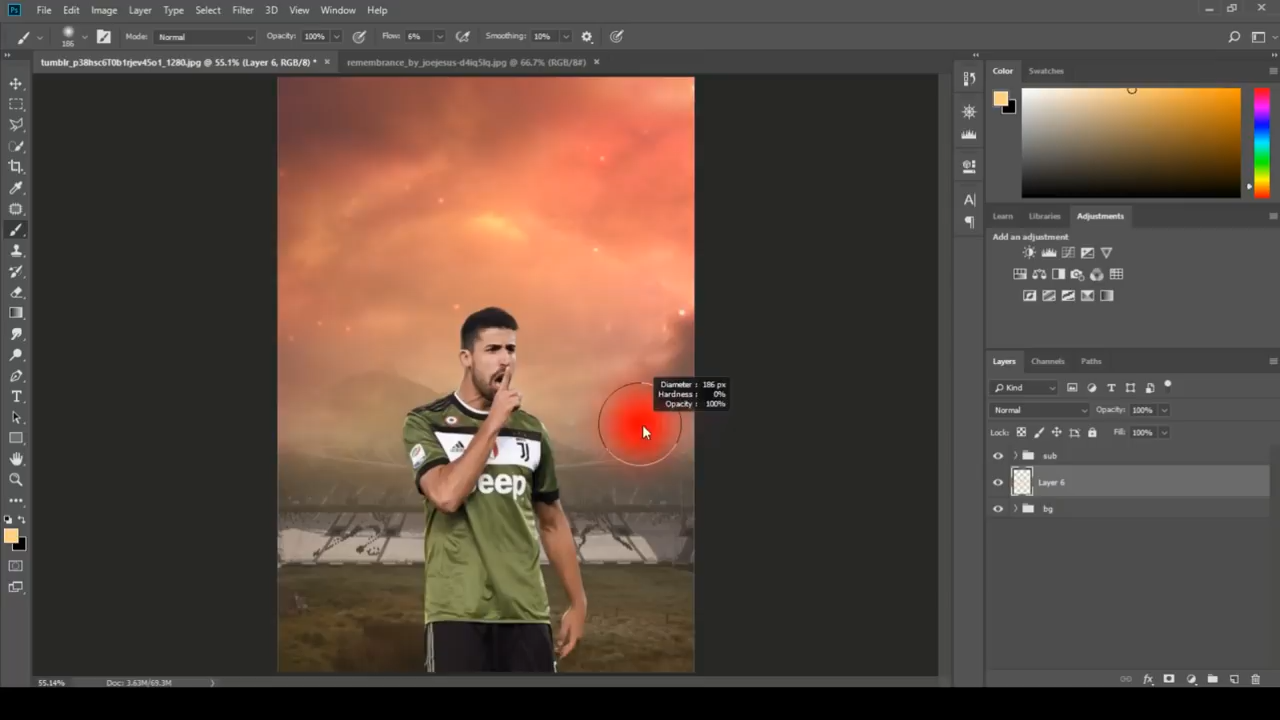 Ps File Edit Image Layer Type Select Filter 3D View Window Help
186 Mode: Normal Opacity: 100% Flow: 6% Smoothing: 10%
tumblr_p38hsc6T0b1rjev45o1_1280.jpg @ 55.1% (Layer 6, RGB/8) * × remembrance_by_joejesus-d4iq5lq.jpg @ 66.7% (RGB/8#) ×
Color Swatches
Learn Libraries Adjustments
Add an adjustment
Layers Channels Paths
Kind
Normal Opacity: 100%
Lock: Fill: 100%
sub
Layer 6
bg
Diameter : 186 px
Hardness : 0%
Opacity : 100%
Jeep
55.14% Doc: 3.63M/69.3M